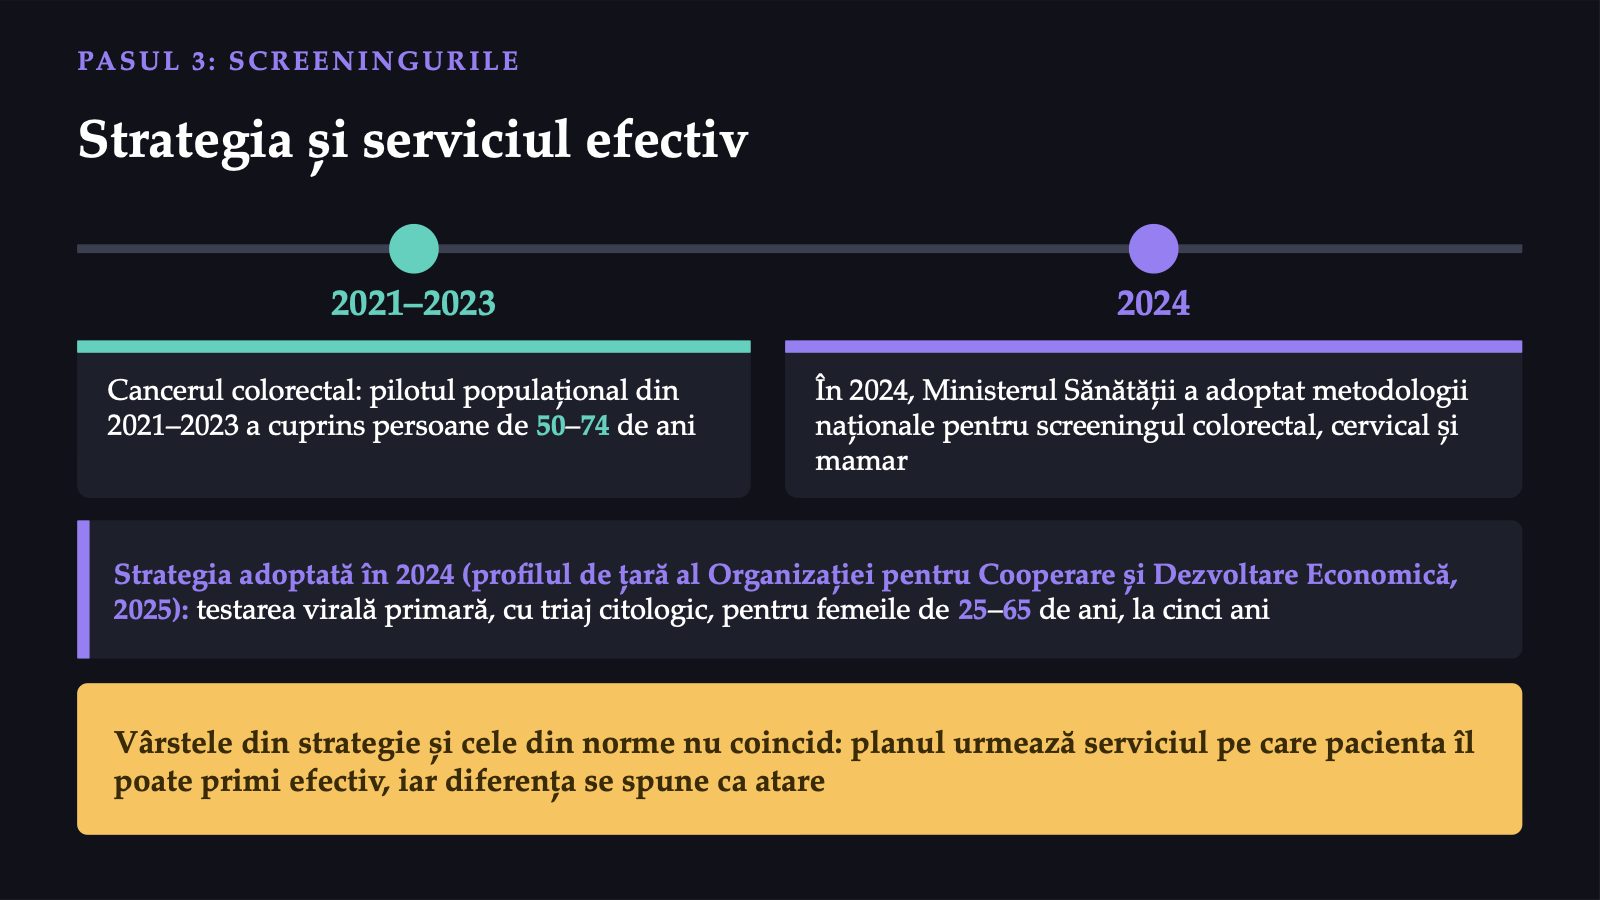 PASUL 3: SCREENINGURILE
Strategia și serviciul efectiv
2021–2023
2024
Cancerul colorectal: pilotul populațional din
2021–2023 a cuprins persoane de 50–74 de ani
În 2024, Ministerul Sănătății a adoptat metodologii
naționale pentru screeningul colorectal, cervical și
mamar
Strategia adoptată în 2024 (profilul de țară al Organizației pentru Cooperare și Dezvoltare Economică,
2025): testarea virală primară, cu triaj citologic, pentru femeile de 25–65 de ani, la cinci ani
Vârstele din strategie și cele din norme nu coincid: planul urmează serviciul pe care pacienta îl
poate primi efectiv, iar diferența se spune ca atare